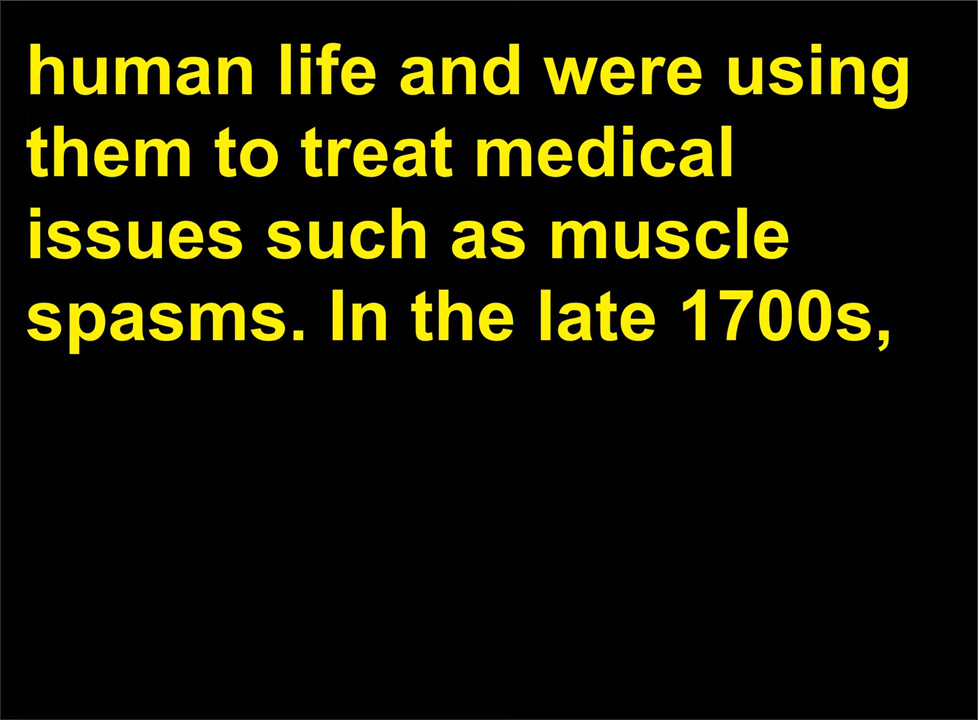 human life and were using
them to treat medical
issues such as muscle
spasms. In the late 1700s,